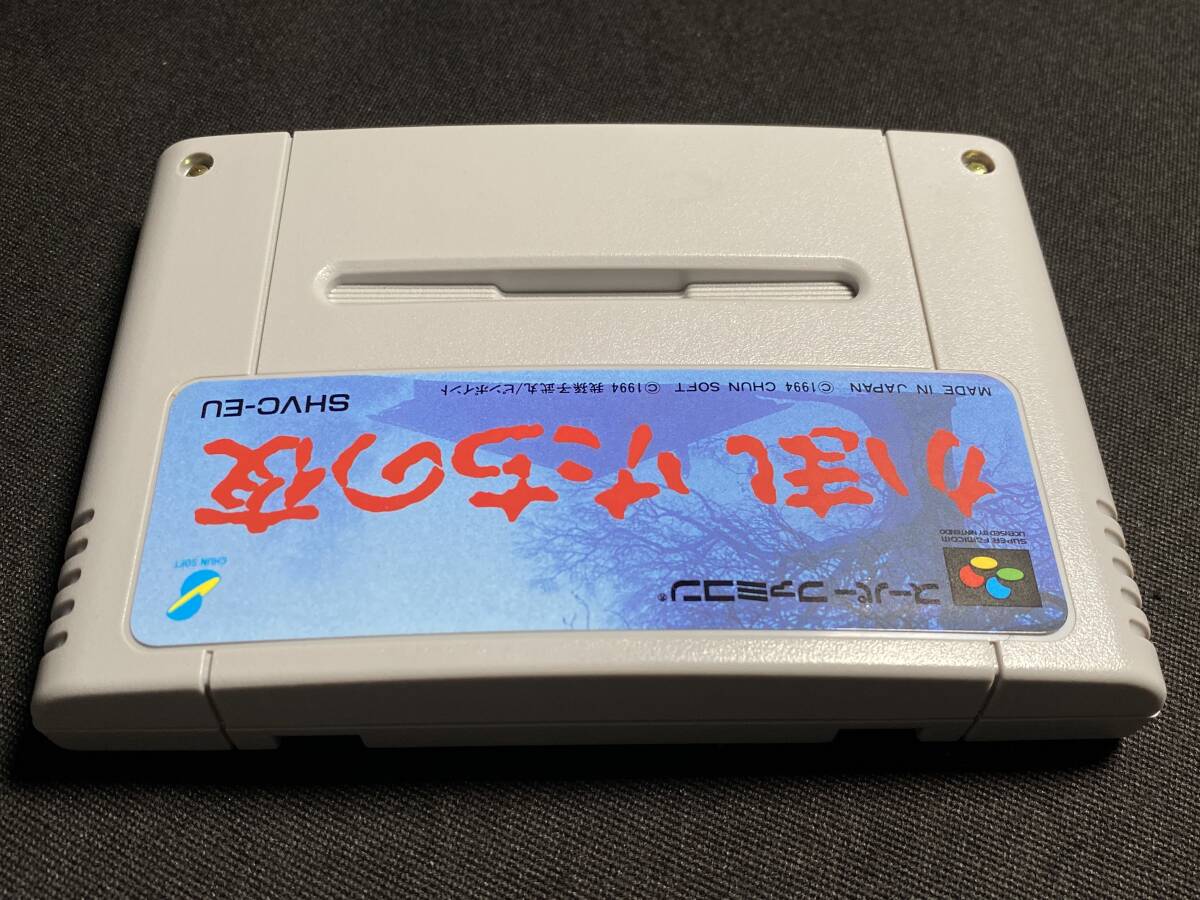 スーパーファミコン®
SUPER FAMICOM
LICENSED BY NINTENDO
CHUN SOFT
かまいたちの夜
SHVC-EU
MADE IN JAPAN ©1994 CHUN SOFT ©1994 我孫子武丸/ピンポイント